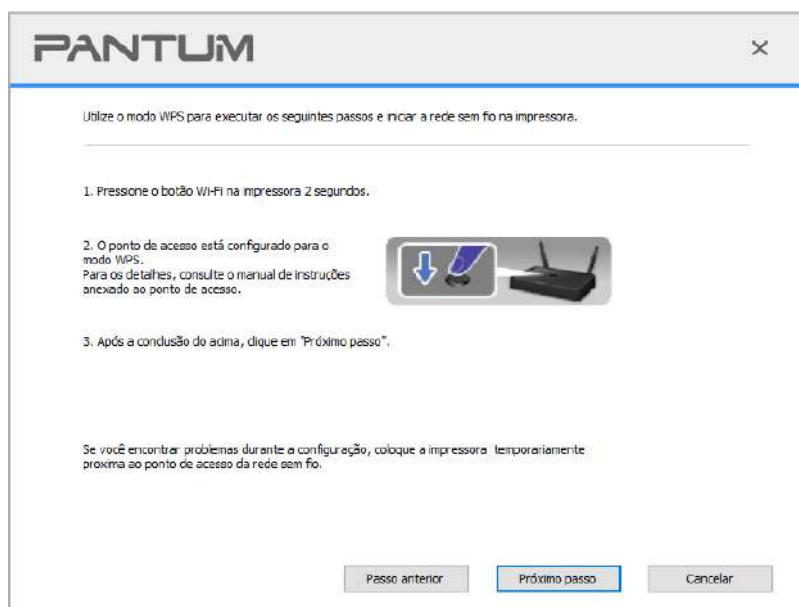 PANTUM
Utilize o modo WPS para executar os seguintes passos e iniciar a rede sem fio na impressora.
1. Pressione o botão Wi-Fi na impressora 2 segundos.
2. O ponto de acesso está configurado para o
modo WPS.
Para os detalhes, consulte o manual de instruções
anexado ao ponto de acesso.
3. Após a conclusão do acima, clique em "Próximo passo".
Se você encontrar problemas durante a configuração, coloque a impressora temporariamente
proxima ao ponto de acesso da rede sem fio.
Passo anterior
Próximo passo
Cancelar